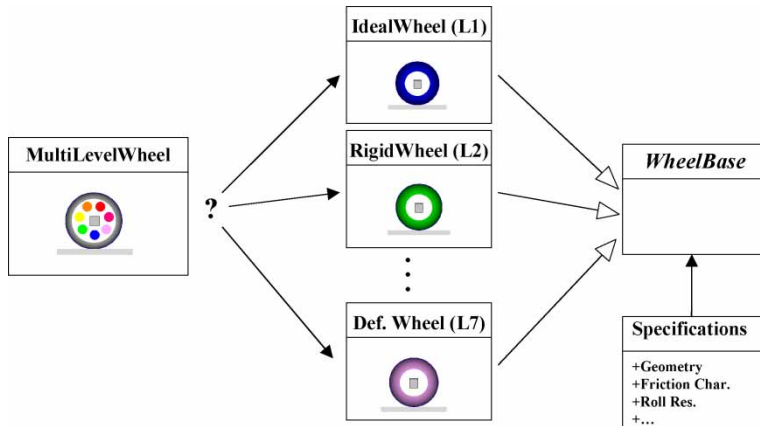 IdealWheel (L1)
MultiLevelWheel
?
RigidWheel (L2)
Def. Wheel (L7)
WheelBase
Specifications
+Geometry
+Friction Char.
+Roll Res.
+...